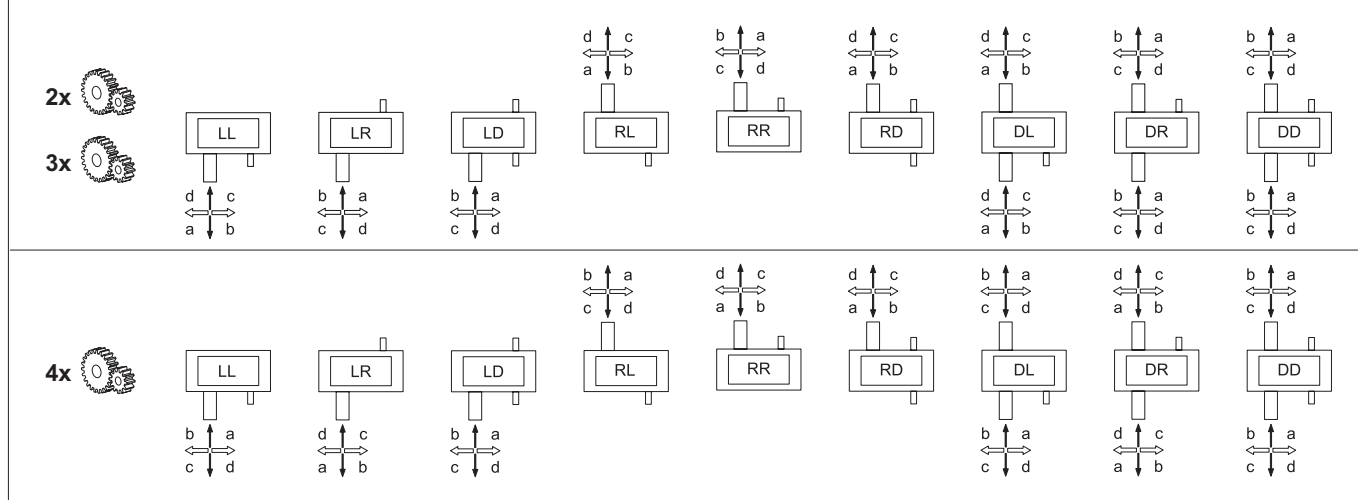 d c b a d c d c b a b a
a b c d a b a b c d c d
2x
LL LR LD RL RR RD DL DR DD
3x
d c b a b a d c b a b a
a b c d c d a b c d c d
b a d c d c b a d c b a
c d a b a b c d a b c d
4x LL LR LD RL RR RD DL DR DD
b a d c b a b a d c b a
c d a b c d c d a b c d